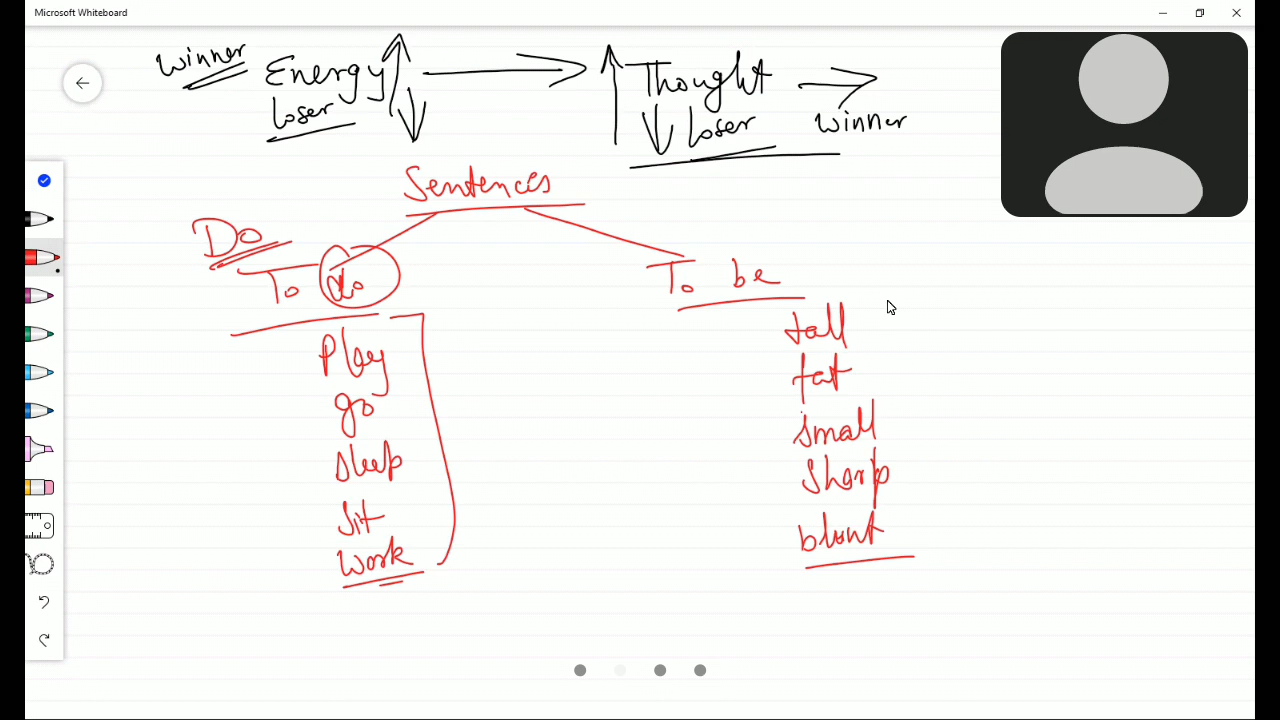 Microsoft Whiteboard
winner Energy Thought
loser loser winner
Sentences
Do
To do To be
Play tall
go fat
sleep small
sit sharp
work blunt